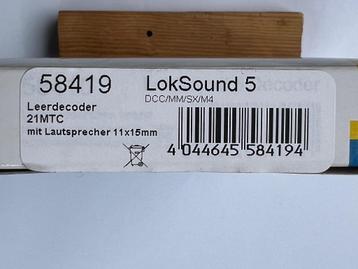 58419 LokSound 5
DCC/MM/SX/M4
Leerdecoder
21MTC
mit Lautsprecher 11x15mm
4 044645 584194